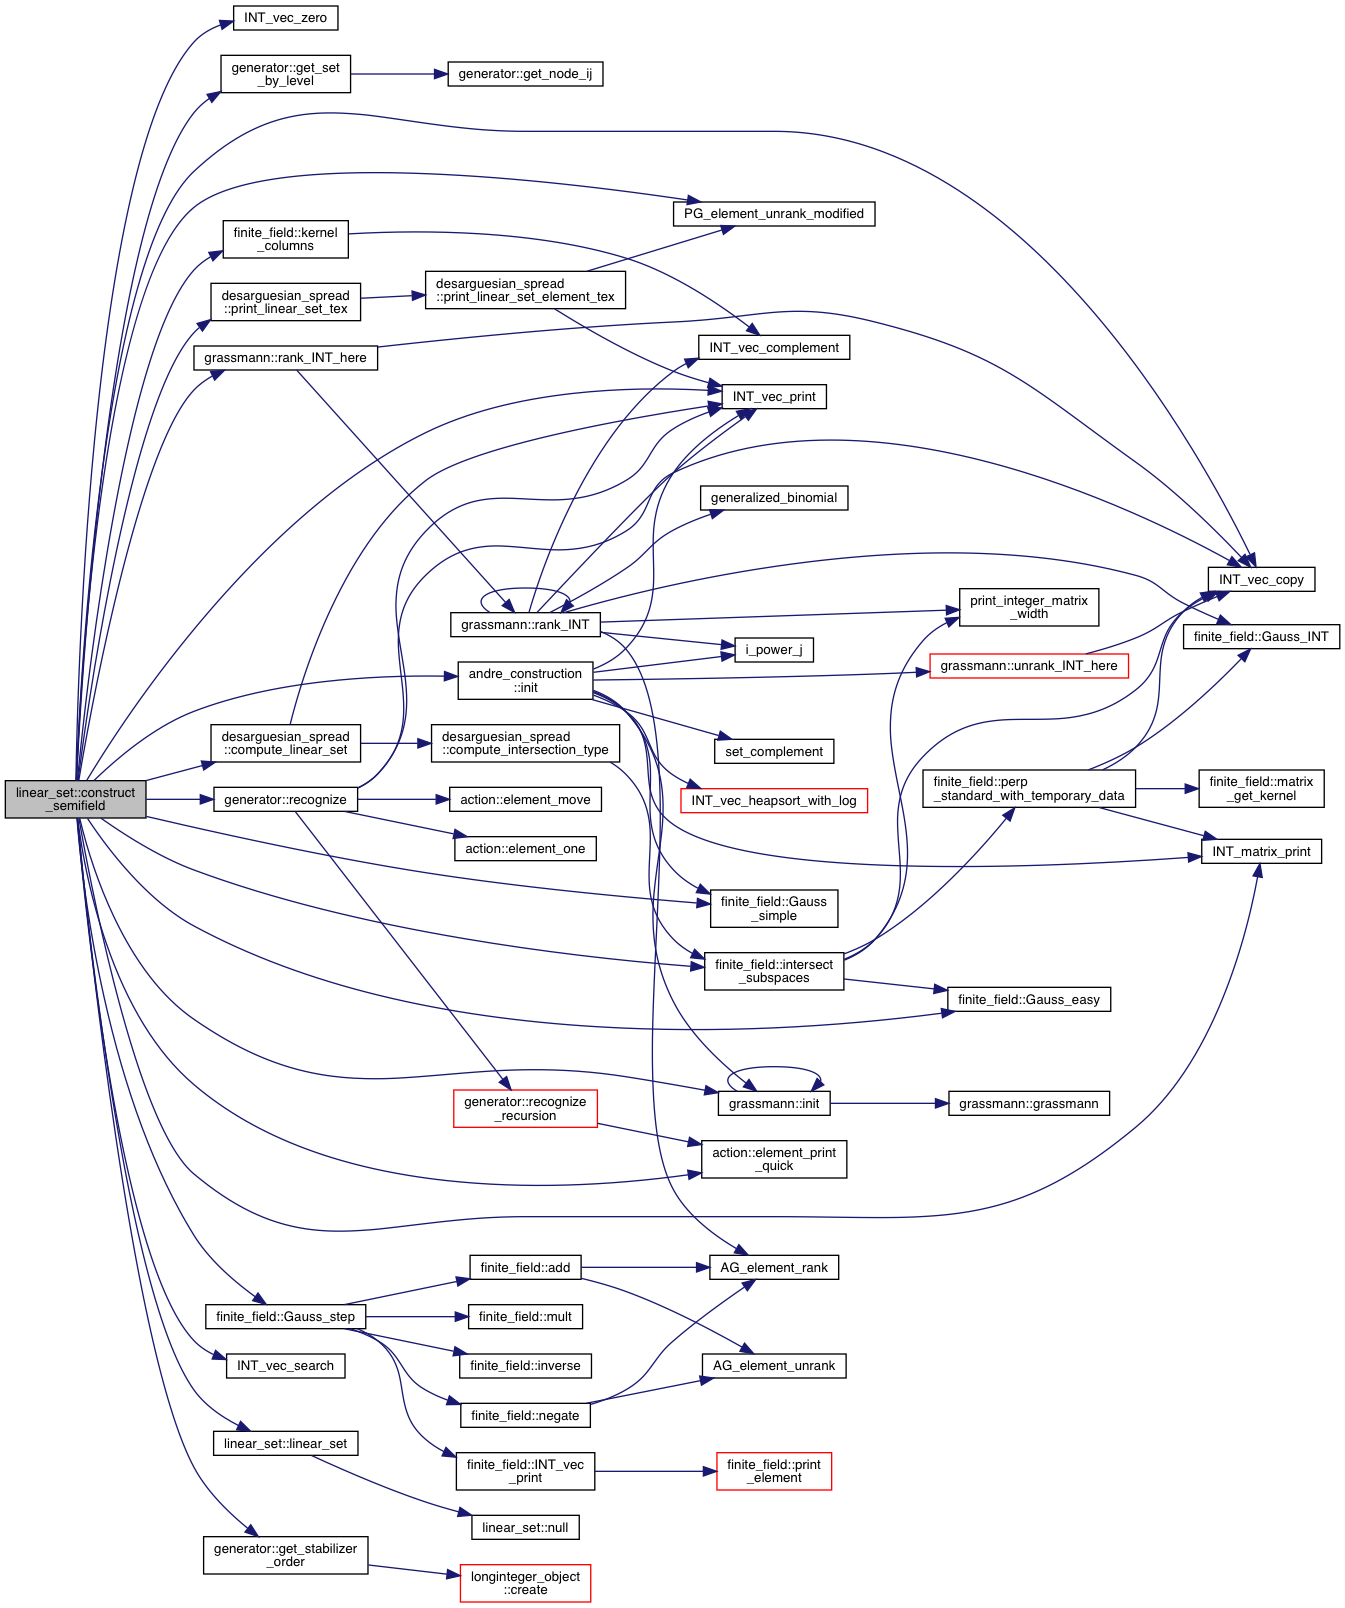 INT_vec_zero
generator::get_set
_by_level
generator::get_node_ij
PG_element_unrank_modified
finite_field::kernel
_columns
desarguesian_spread
::print_linear_set_tex
desarguesian_spread
::print_linear_set_element_tex
grassmann::rank_INT_here
INT_vec_complement
INT_vec_print
generalized_binomial
INT_vec_copy
print_integer_matrix
_width
grassmann::rank_INT
i_power_j
finite_field::Gauss_INT
grassmann::unrank_INT_here
andre_construction
::init
set_complement
desarguesian_spread
::compute_linear_set
desarguesian_spread
::compute_intersection_type
linear_set::construct
_semifield
generator::recognize
action::element_move
INT_vec_heapsort_with_log
finite_field::perp
_standard_with_temporary_data
finite_field::matrix
_get_kernel
action::element_one
INT_matrix_print
finite_field::Gauss
_simple
finite_field::intersect
_subspaces
finite_field::Gauss_easy
generator::recognize
_recursion
grassmann::init
grassmann::grassmann
action::element_print
_quick
finite_field::add
AG_element_rank
finite_field::Gauss_step
finite_field::mult
INT_vec_search
finite_field::inverse
AG_element_unrank
finite_field::negate
linear_set::linear_set
finite_field::INT_vec
_print
finite_field::print
_element
linear_set::null
generator::get_stabilizer
_order
longinteger_object
::create